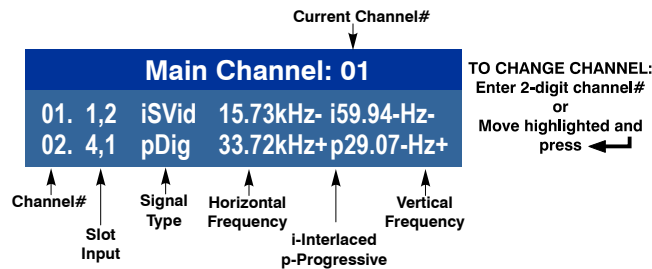 Current Channel#
Main Channel: 01
01. 1,2 iSVid 15.73kHz- i59.94-Hz-
02. 4,1 pDig 33.72kHz+ p29.07-Hz+
TO CHANGE CHANNEL:
Enter 2-digit channel#
or
Move highlighted and
press
Channel#
Slot
Input
Signal
Type
Horizontal
Frequency
i-Interlaced
p-Progressive
Vertical
Frequency